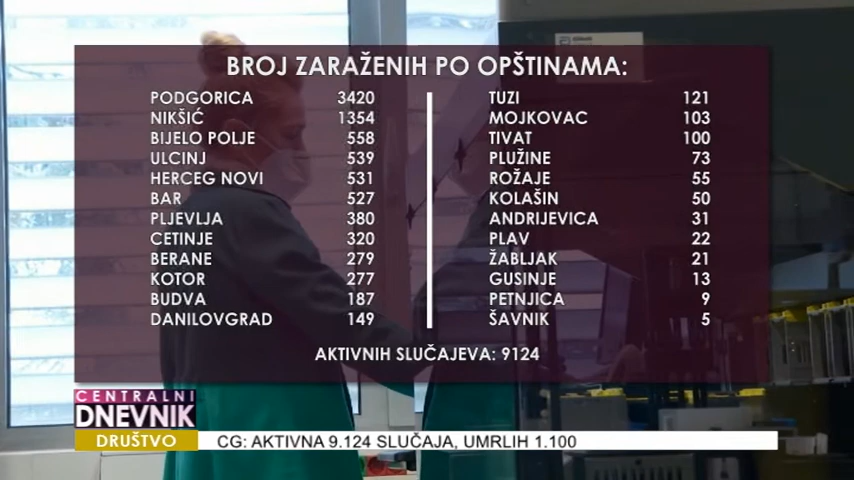 BROJ ZARAŽENIH PO OPŠTINAMA:
PODGORICA 3420
NIKŠIĆ 1354
BIJELO POLJE 558
ULCINJ 539
HERCEG NOVI 531
BAR 527
PLJEVLJA 380
CETINJE 320
BERANE 279
KOTOR 277
BUDVA 187
DANILOVGRAD 149
TUZI 121
MOJKOVAC 103
TIVAT 100
PLUŽINE 73
ROŽAJE 55
KOLAŠIN 50
ANDRIJEVICA 31
PLAV 22
ŽABLJAK 21
GUSINJE 13
PETNJICA 9
ŠAVNIK 5
AKTIVNIH SLUČAJEVA: 9124
CENTRALNI
DNEVNIK
DRUŠTVO
CG: AKTIVNA 9.124 SLUČAJA, UMRLIH 1.100